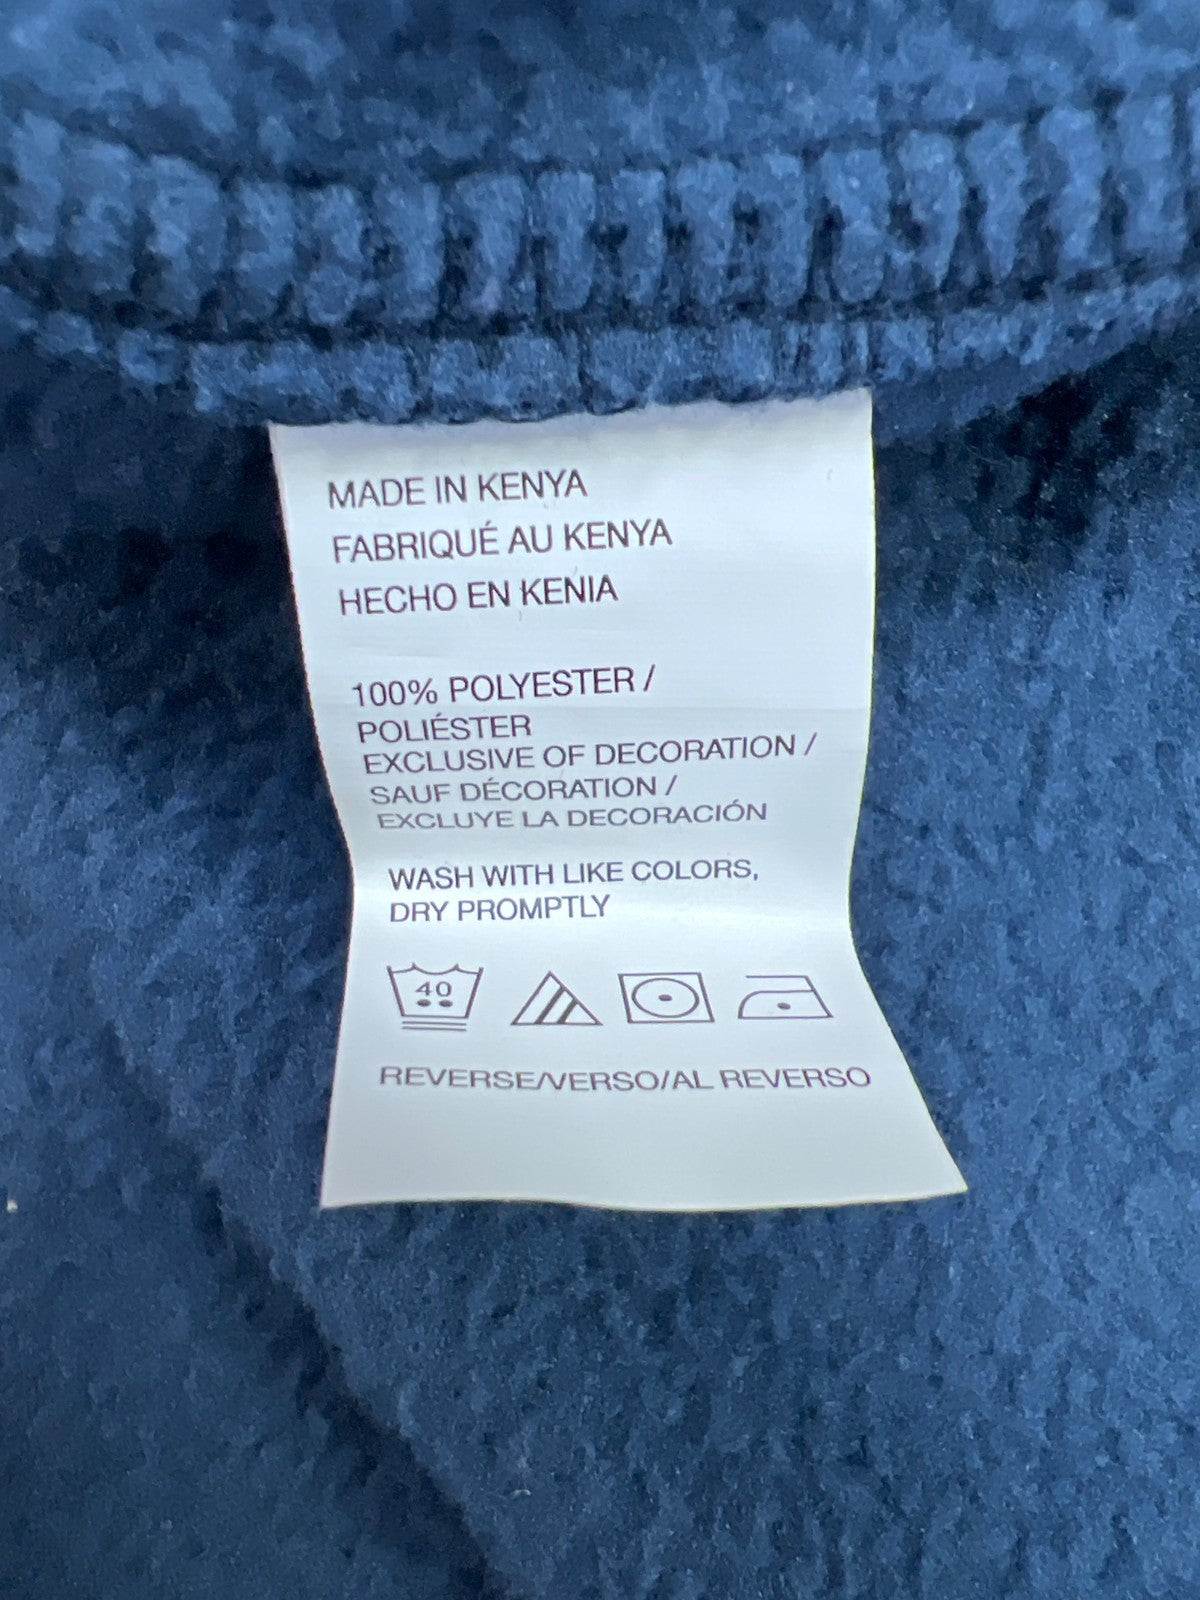 MADE IN KENYA
FABRIQUÉ AU KENYA
HECHO EN KENIA
100% POLYESTER /
POLIÉSTER
EXCLUSIVE OF DECORATION /
SAUF DÉCORATION /
EXCLUYE LA DECORACIÓN
WASH WITH LIKE COLORS,
DRY PROMPTLY
40
REVERSE/VERSO/AL REVERSO